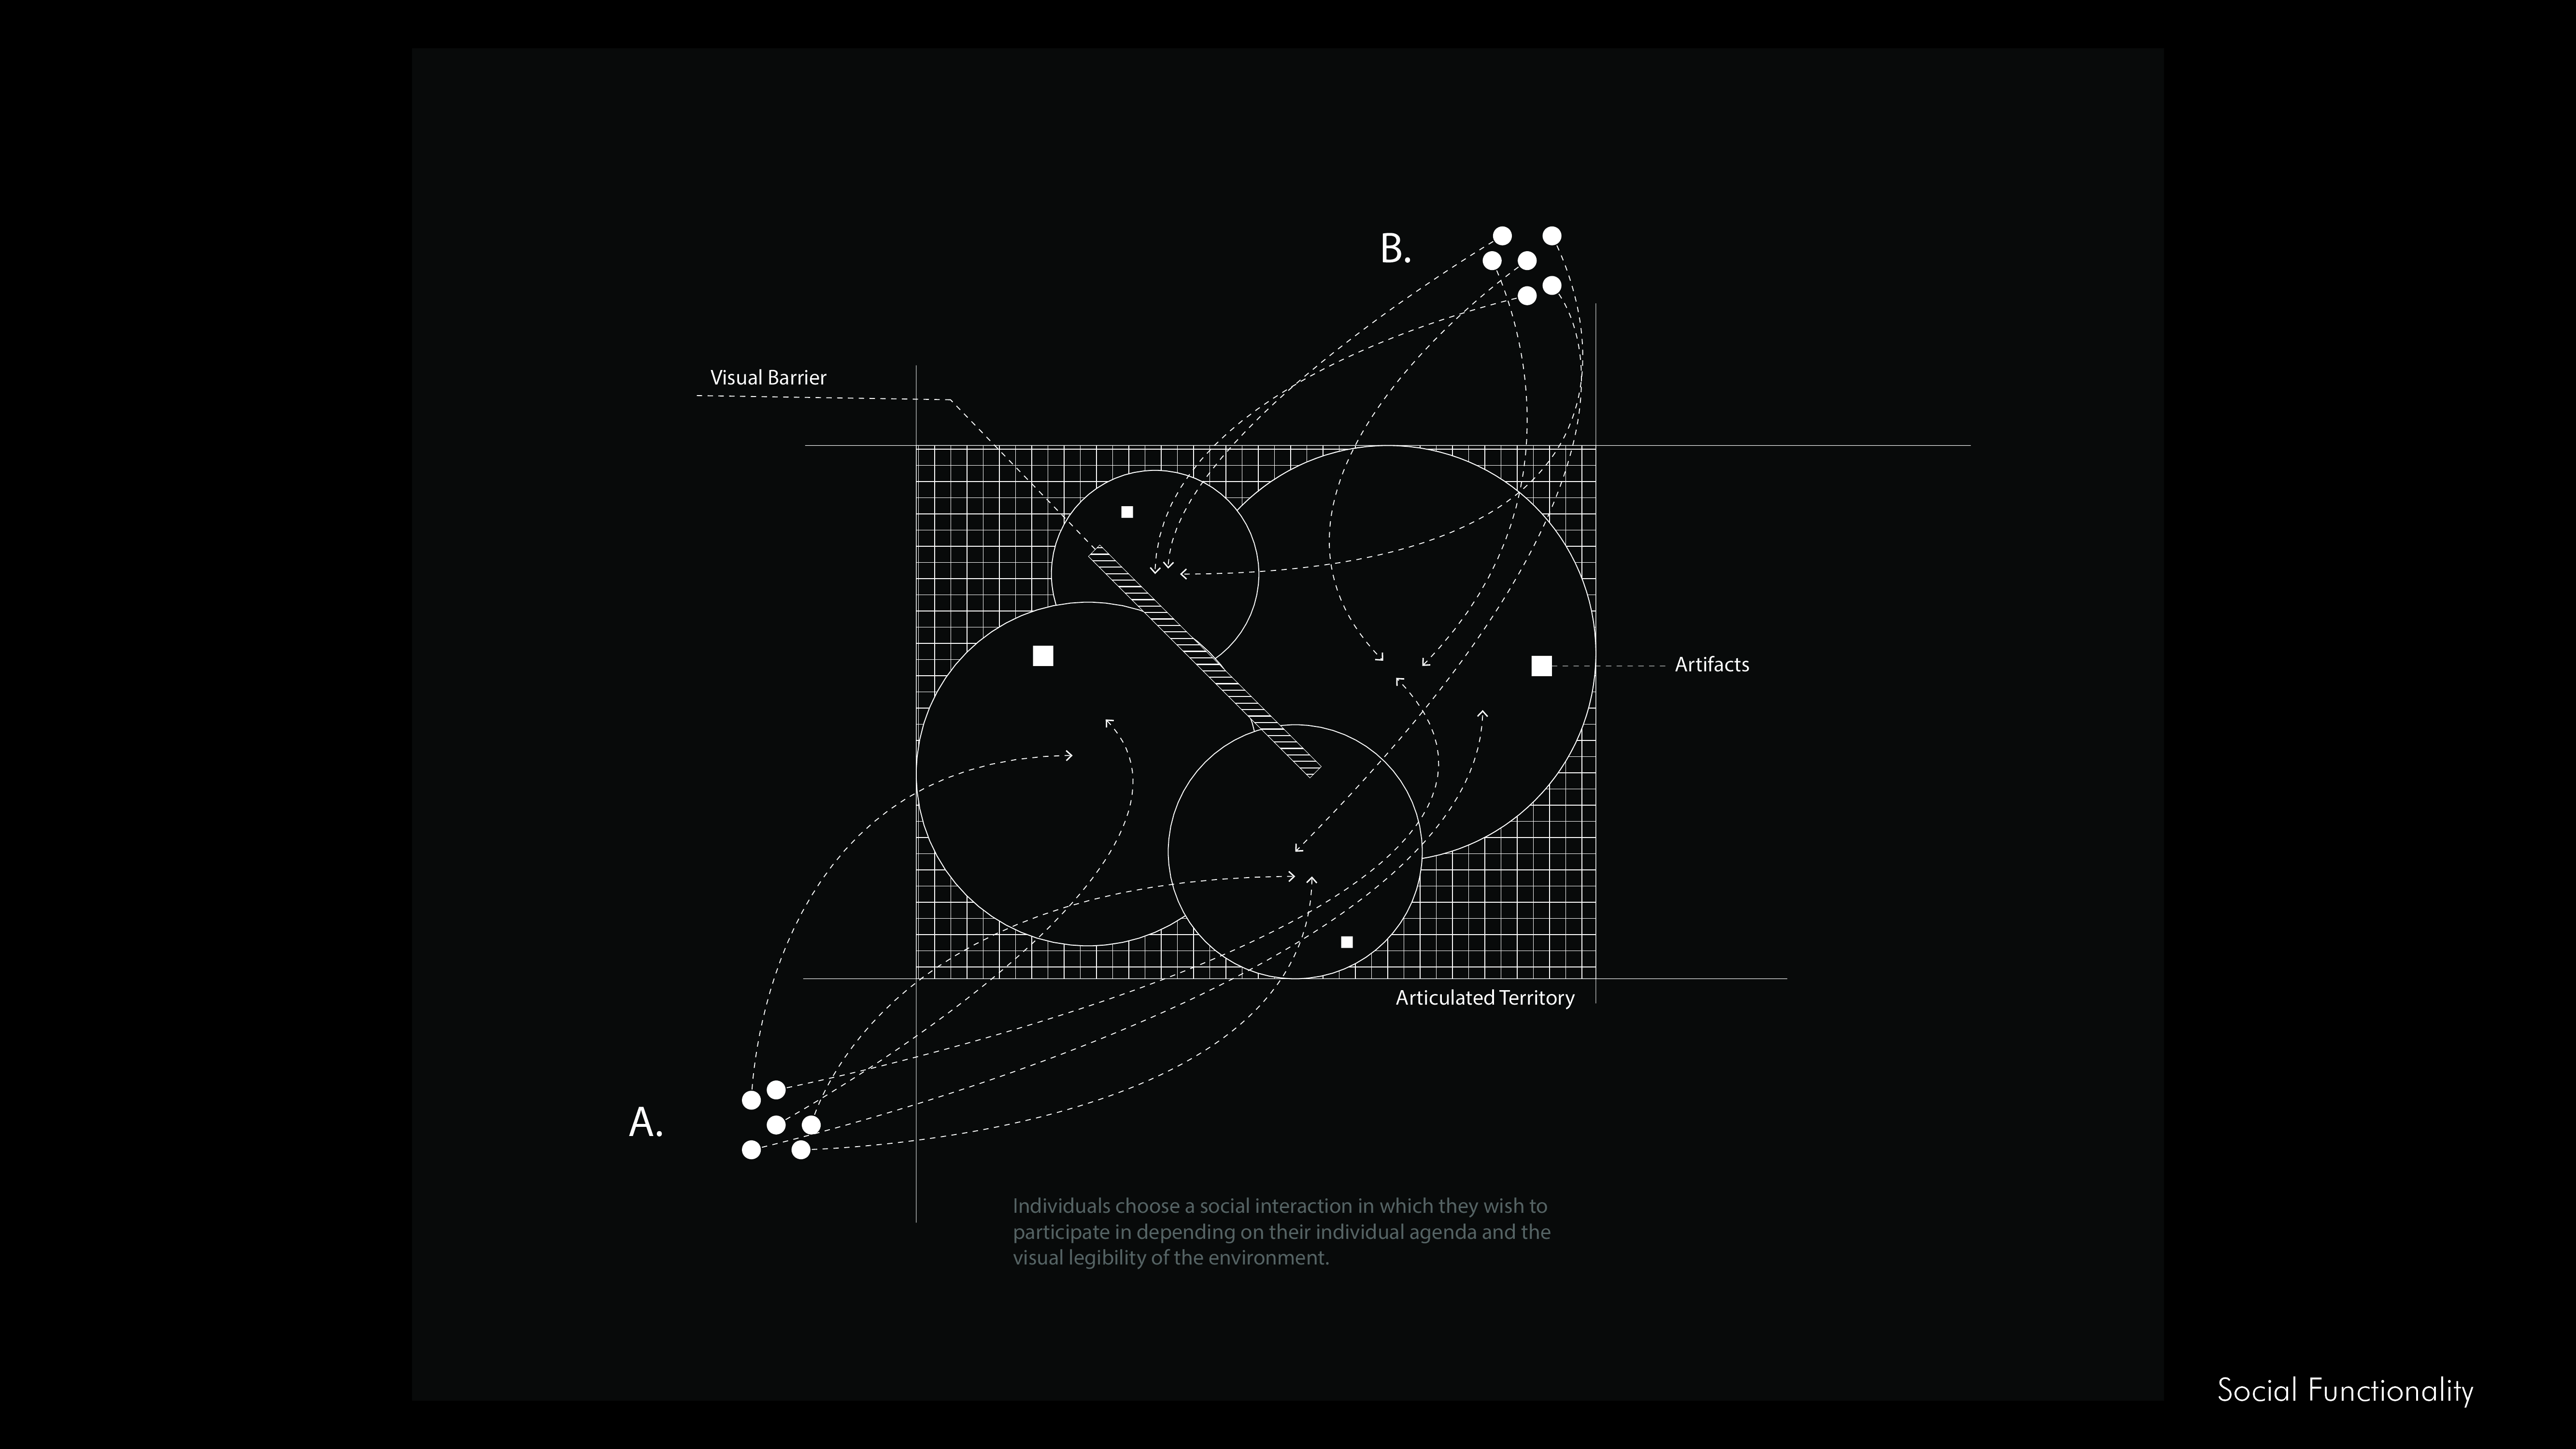 B.
Visual Barrier
Artifacts
Articulated Territory
A.
Individuals choose a social interaction in which they wish to
participate in depending on their individual agenda and the
visual legibility of the environment.
Social Functionality